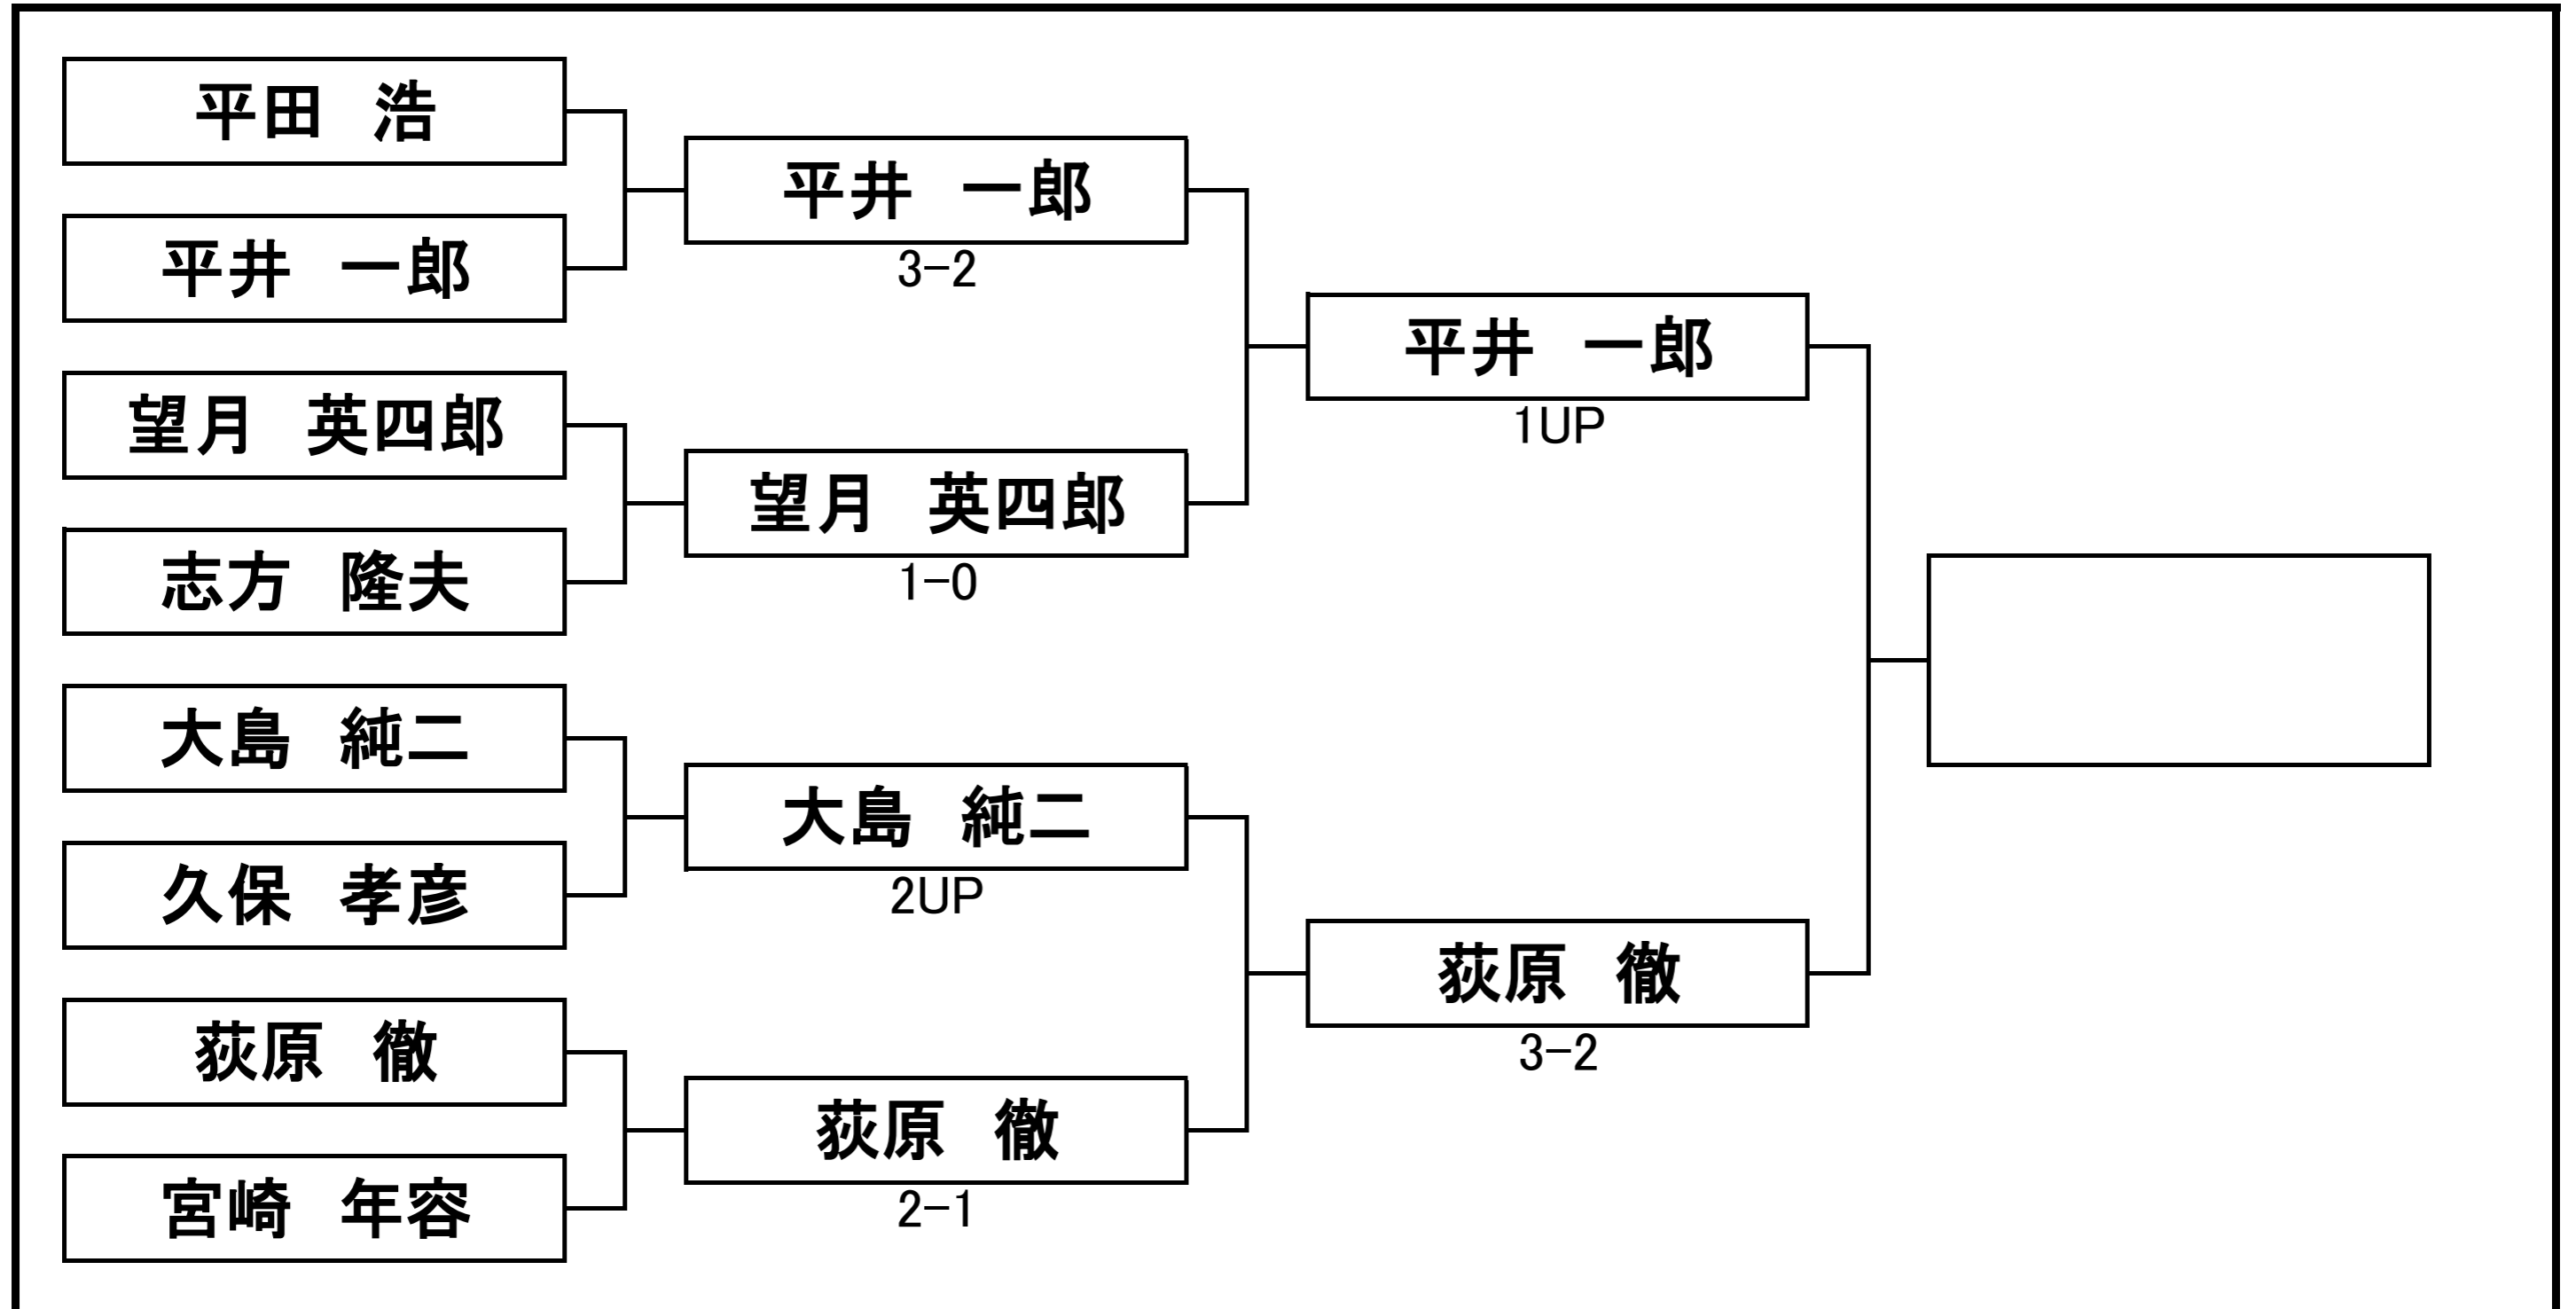 平田　浩
平井　一郎
望月　英四郎
志方　隆夫
大島　純二
久保　孝彦
荻原　徹
宮崎　年容
平井　一郎
3-2
望月　英四郎
1-0
大島　純二
2UP
荻原　徹
2-1
平井　一郎
1UP
荻原　徹
3-2